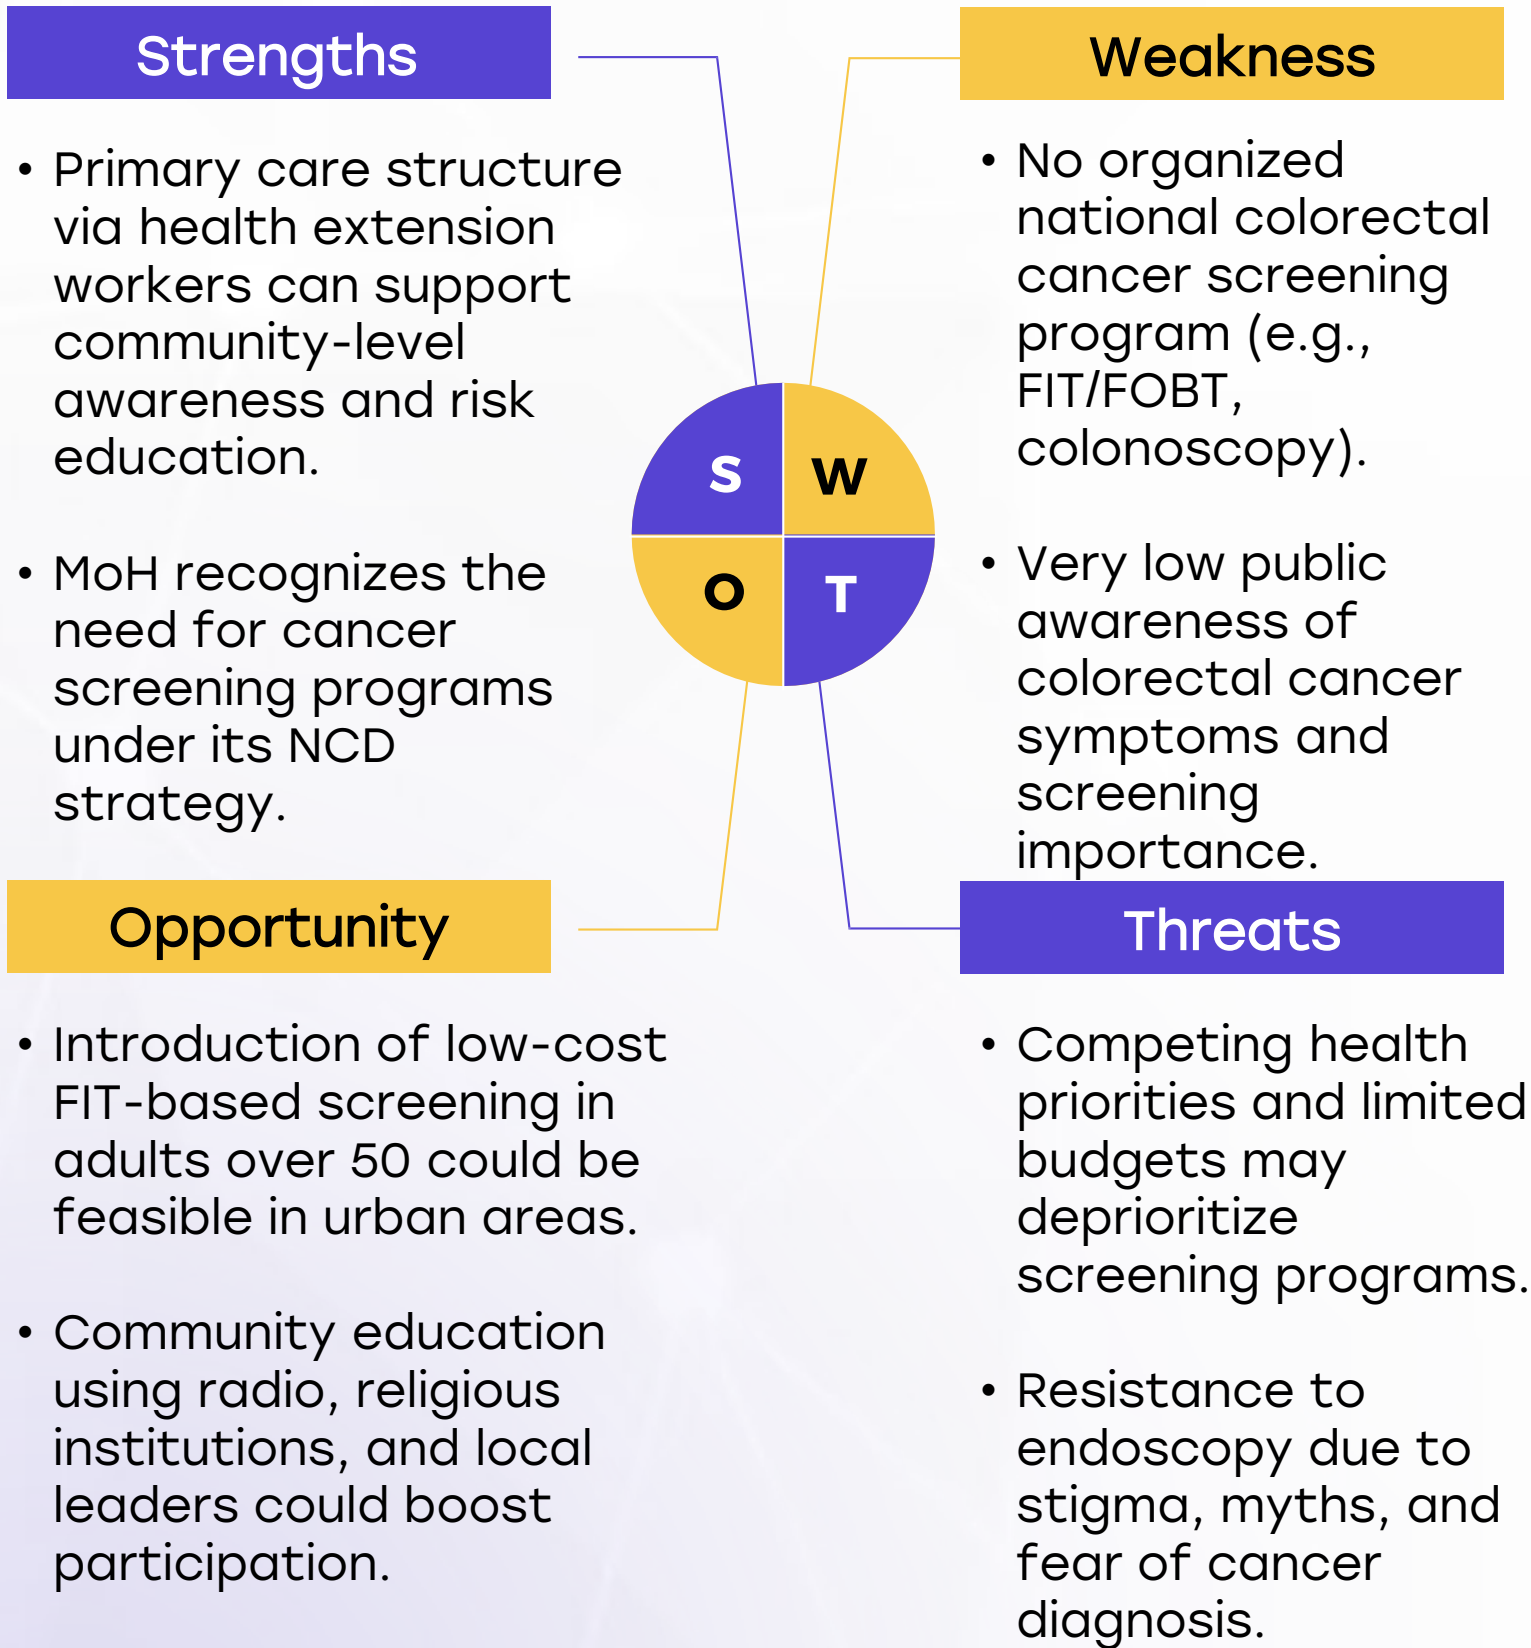 Strengths
• Primary care structure
via health extension
workers can support
community-level
awareness and risk
education.
• MoH recognizes the
need for cancer
screening programs
under its NCD
strategy.
Weakness
• No organized
national colorectal
cancer screening
program (e.g.,
FIT/FOBT,
colonoscopy).
• Very low public
awareness of
colorectal cancer
symptoms and
screening
importance.
S
W
O
T
Opportunity
• Introduction of low-cost
FIT-based screening in
adults over 50 could be
feasible in urban areas.
• Community education
using radio, religious
institutions, and local
leaders could boost
participation.
Threats
• Competing health
priorities and limited
budgets may
deprioritize
screening programs.
• Resistance to
endoscopy due to
stigma, myths, and
fear of cancer
diagnosis.